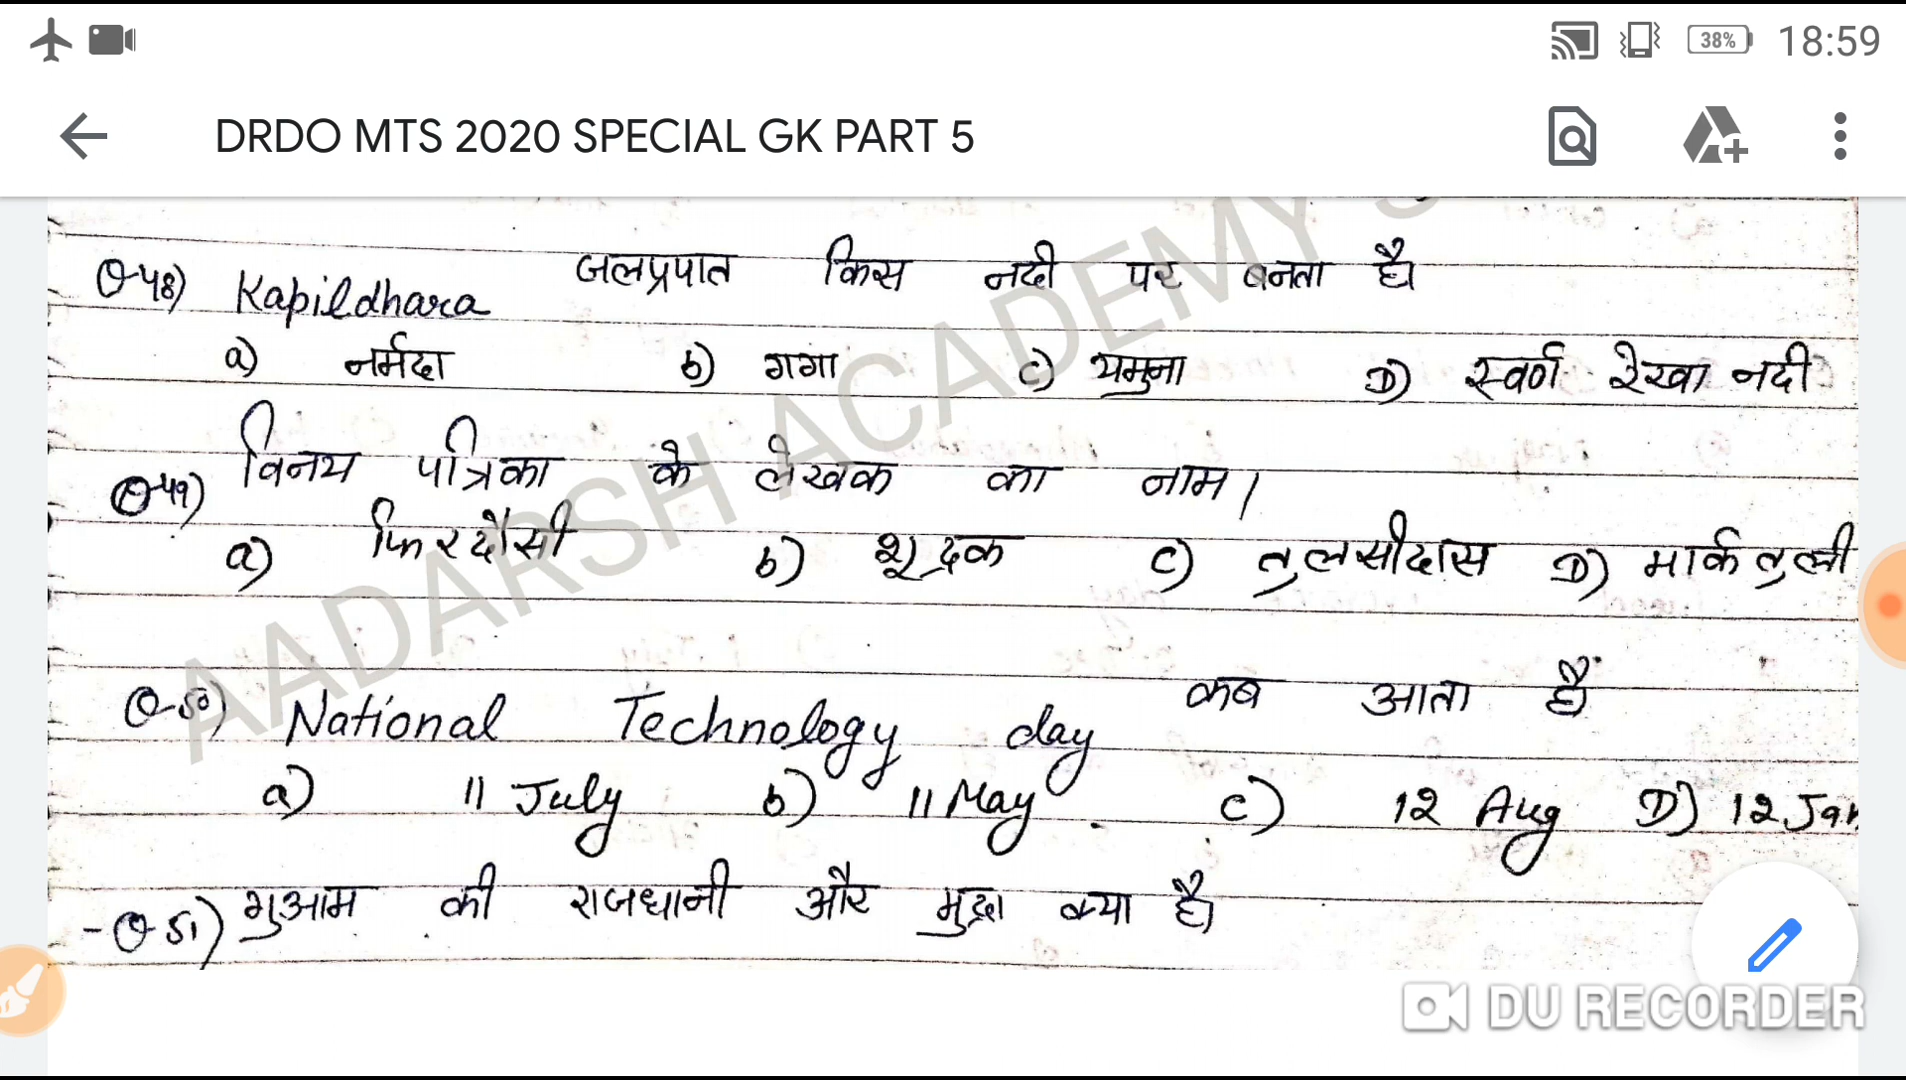 38% 18:59
DRDO MTS 2020 SPECIAL GK PART 5
Q-48) Kapildhara जलप्रपात किस नदी पर बनता है।
a) नर्मदा b) गगा c) यमुना D) स्वर्ण रेखा नदी
Q-49) विनय पत्रिका के लेखक का नाम।
a) फिरदौसी b) शूद्रक c) तुलसीदास D) मार्क तुली
Q-50) National Technology day कब आता है
a) 11 July b) 11 May c) 12 Aug D) 12 Jan
Q-51) गुआम की राजधानी और मुद्रा क्या है।
AADARSH ACADEMY
DU RECORDER